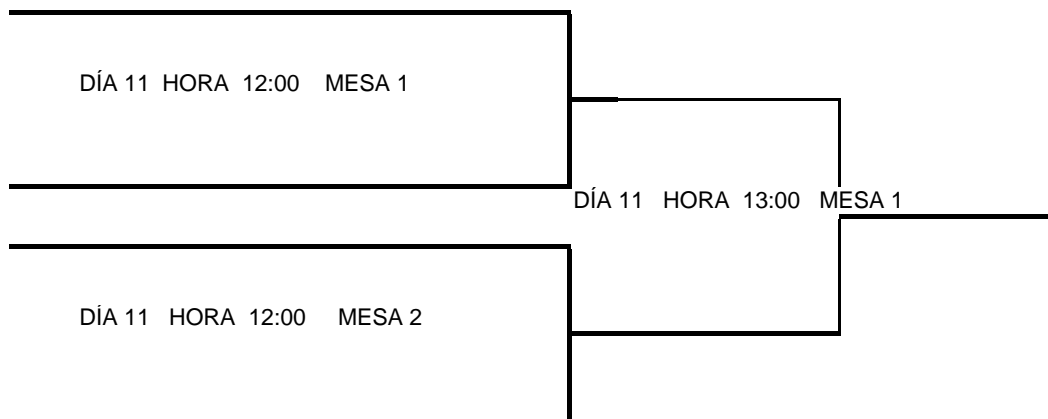 DÍA 11 HORA 12:00 MESA 1
DÍA 11 HORA 13:00 MESA 1
DÍA 11 HORA 12:00 MESA 2